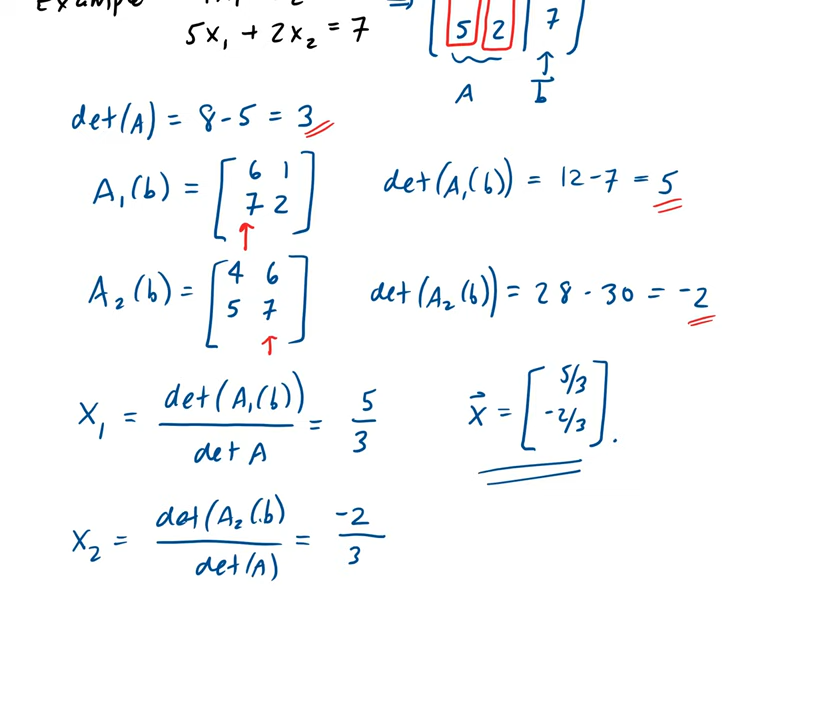 Example
5x₁ + 2x₂ = 7 ⇒ [ 5 2 | 7 ]
A b
det(A) = 8 - 5 = 3
A₁(b) = [ 6 1
7 2 ] det(A₁(b)) = 12 - 7 = 5
↑
A₂(b) = [ 4 6
5 7 ] det(A₂(b)) = 28 - 30 = -2
↑
x₁ = det(A₁(b)) / det A = 5/3
x⃗ = [ 5/3
-2/3 ].
x₂ = det(A₂(b) / det(A) = -2/3